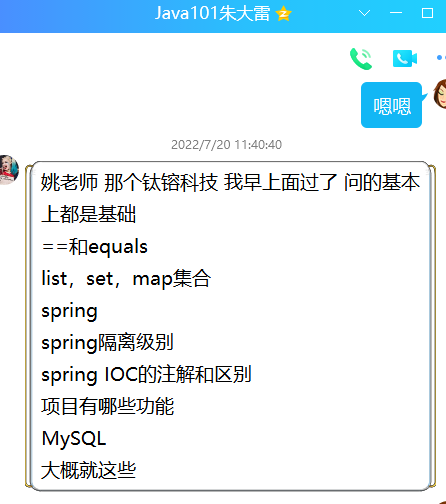 Java101朱大雷
嗯嗯
2022/7/20 11:40:40
姚老师 那个钛镕科技 我早上面过了 问的基本
上都是基础
==和equals
list，set，map集合
spring
spring隔离级别
spring IOC的注解和区别
项目有哪些功能
MySQL
大概就这些